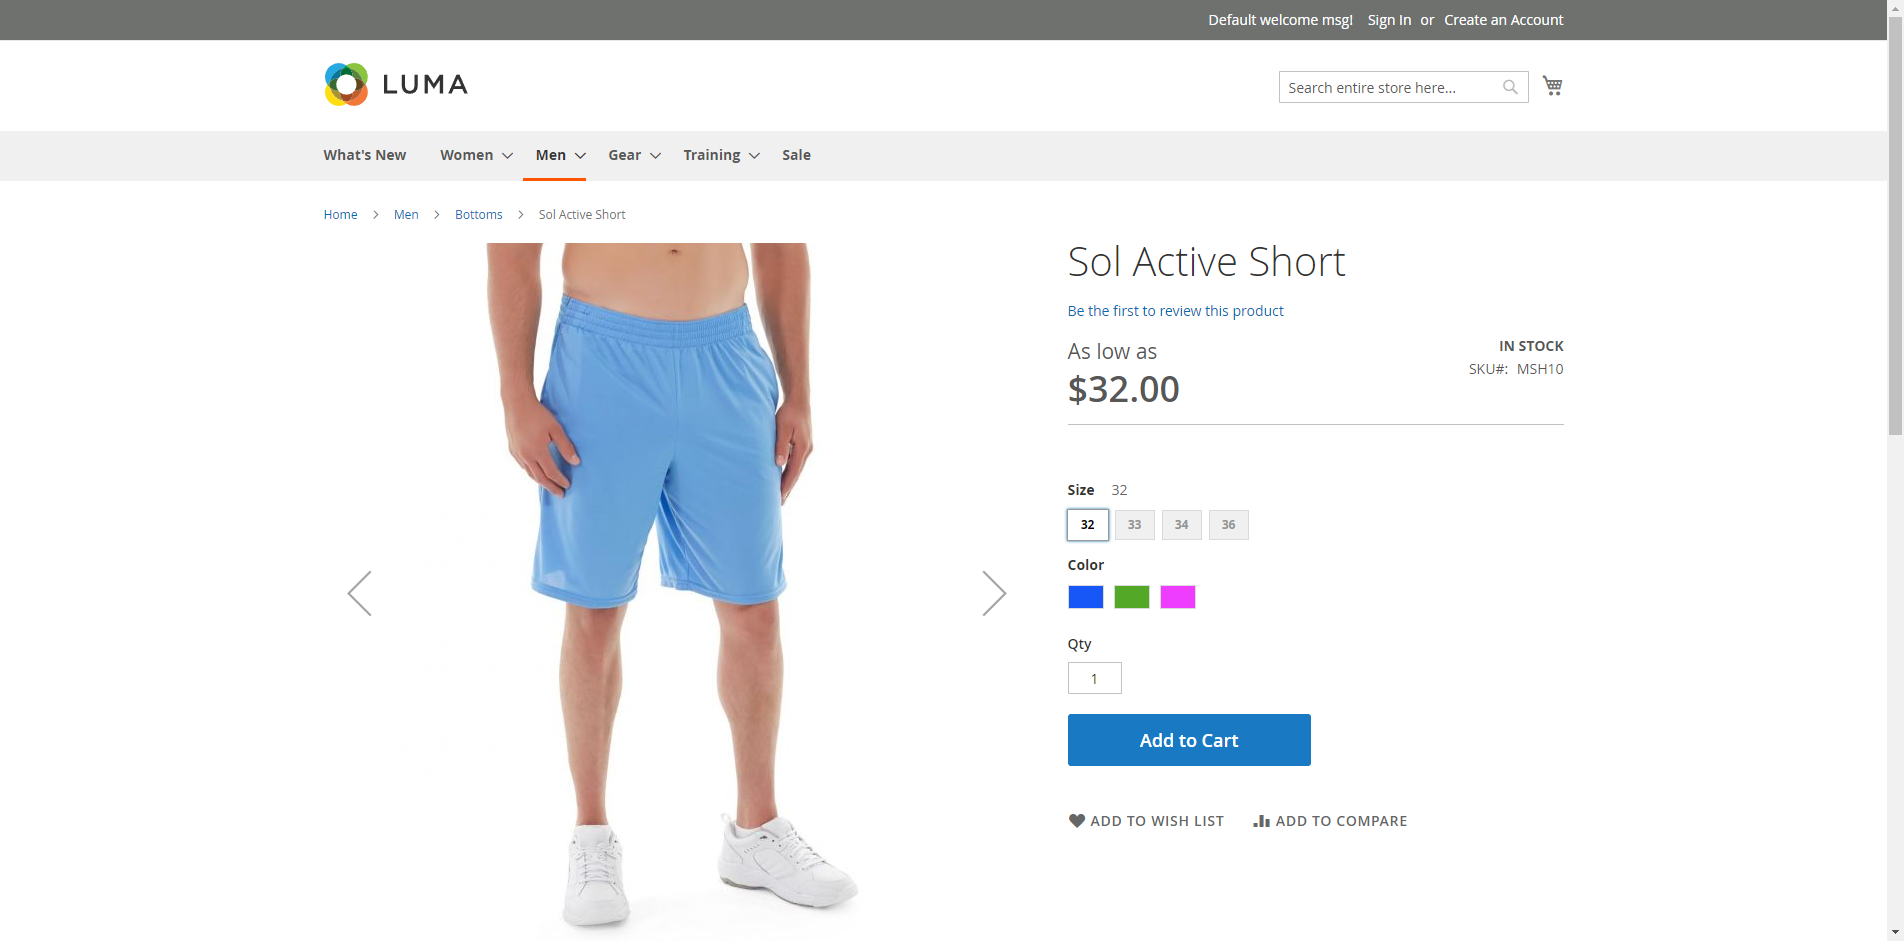 Default welcome msg! Sign In or Create an Account
LUMA
Search entire store here...
What's New Women Men Gear Training Sale
Home Men Bottoms Sol Active Short
Sol Active Short
Be the first to review this product
As low as
$32.00
IN STOCK
SKU#: MSH10
Size 32
32 33 34 36
Color
Qty
1
Add to Cart
ADD TO WISH LIST ADD TO COMPARE